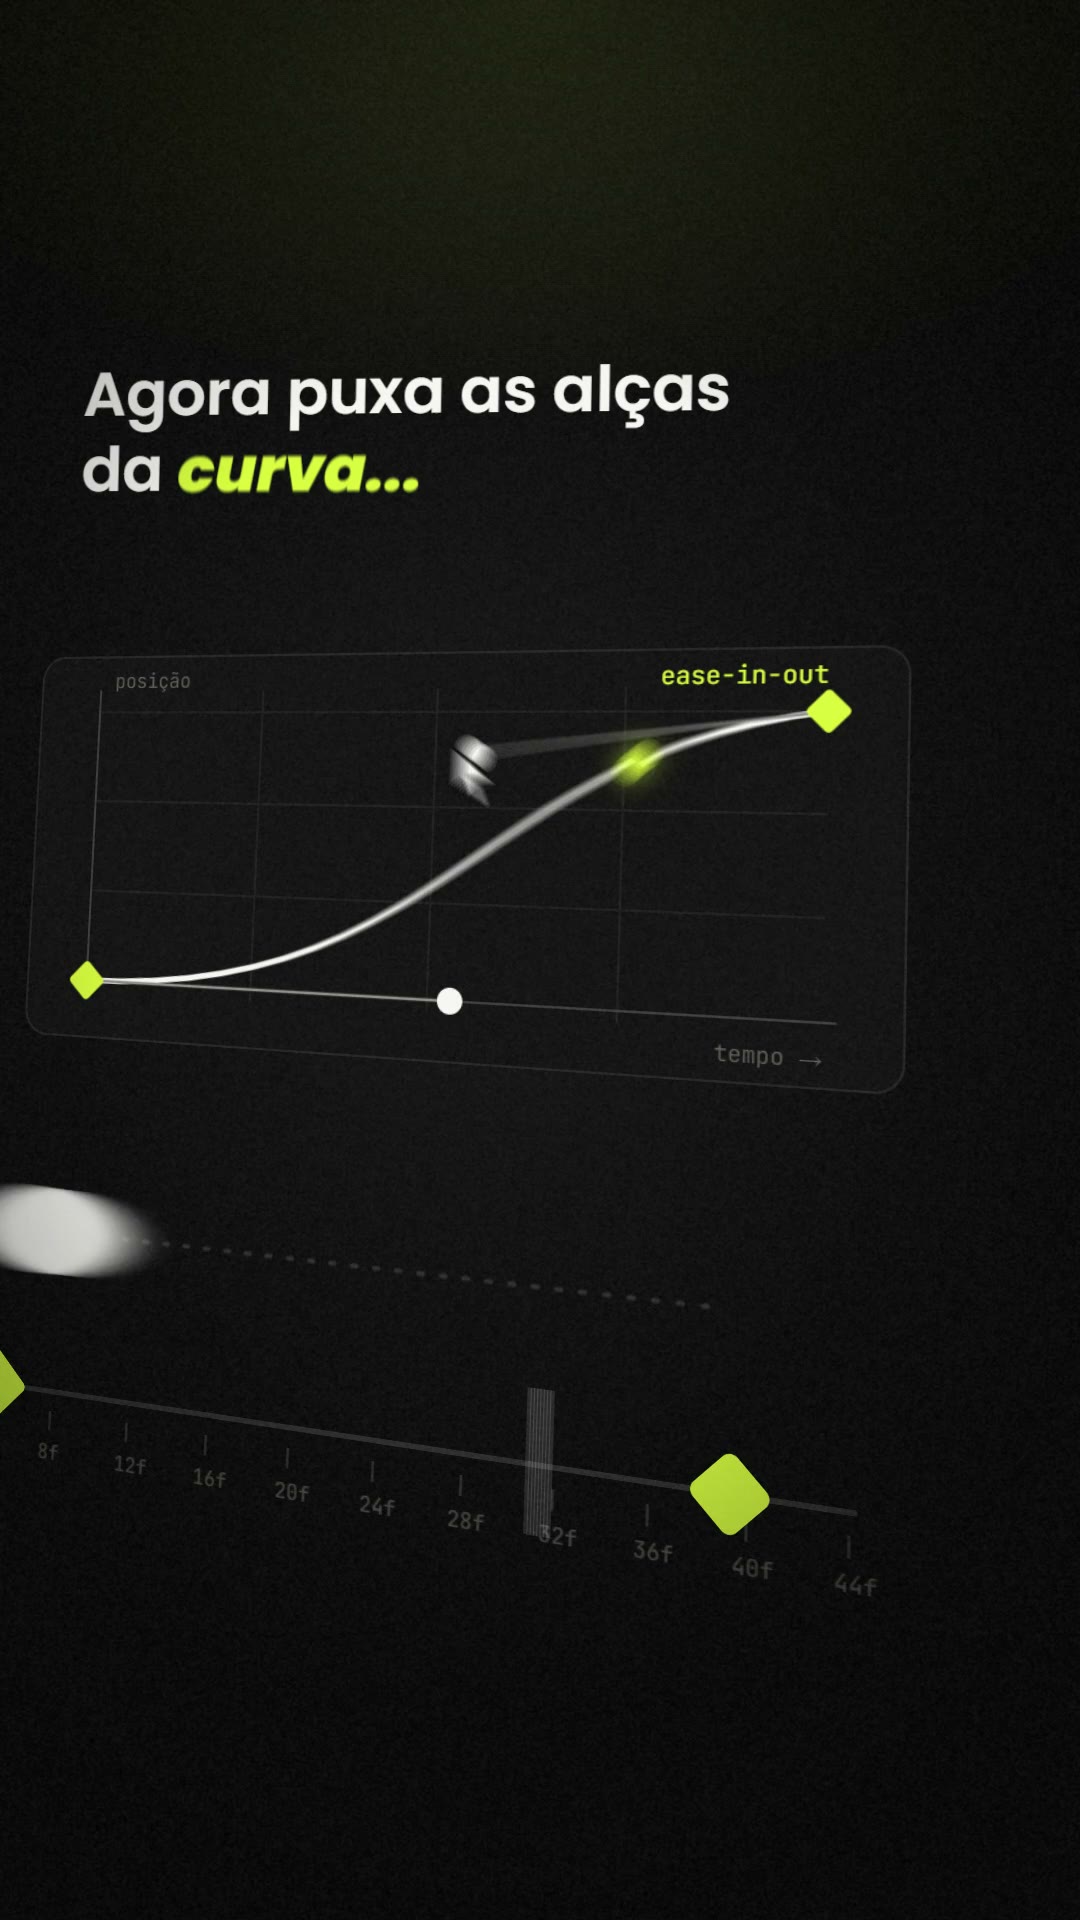 Agora puxa as alças
da curva...
posição
ease-in-out
tempo →
8f
12f
16f
20f
24f
28f
32f
36f
40f
44f